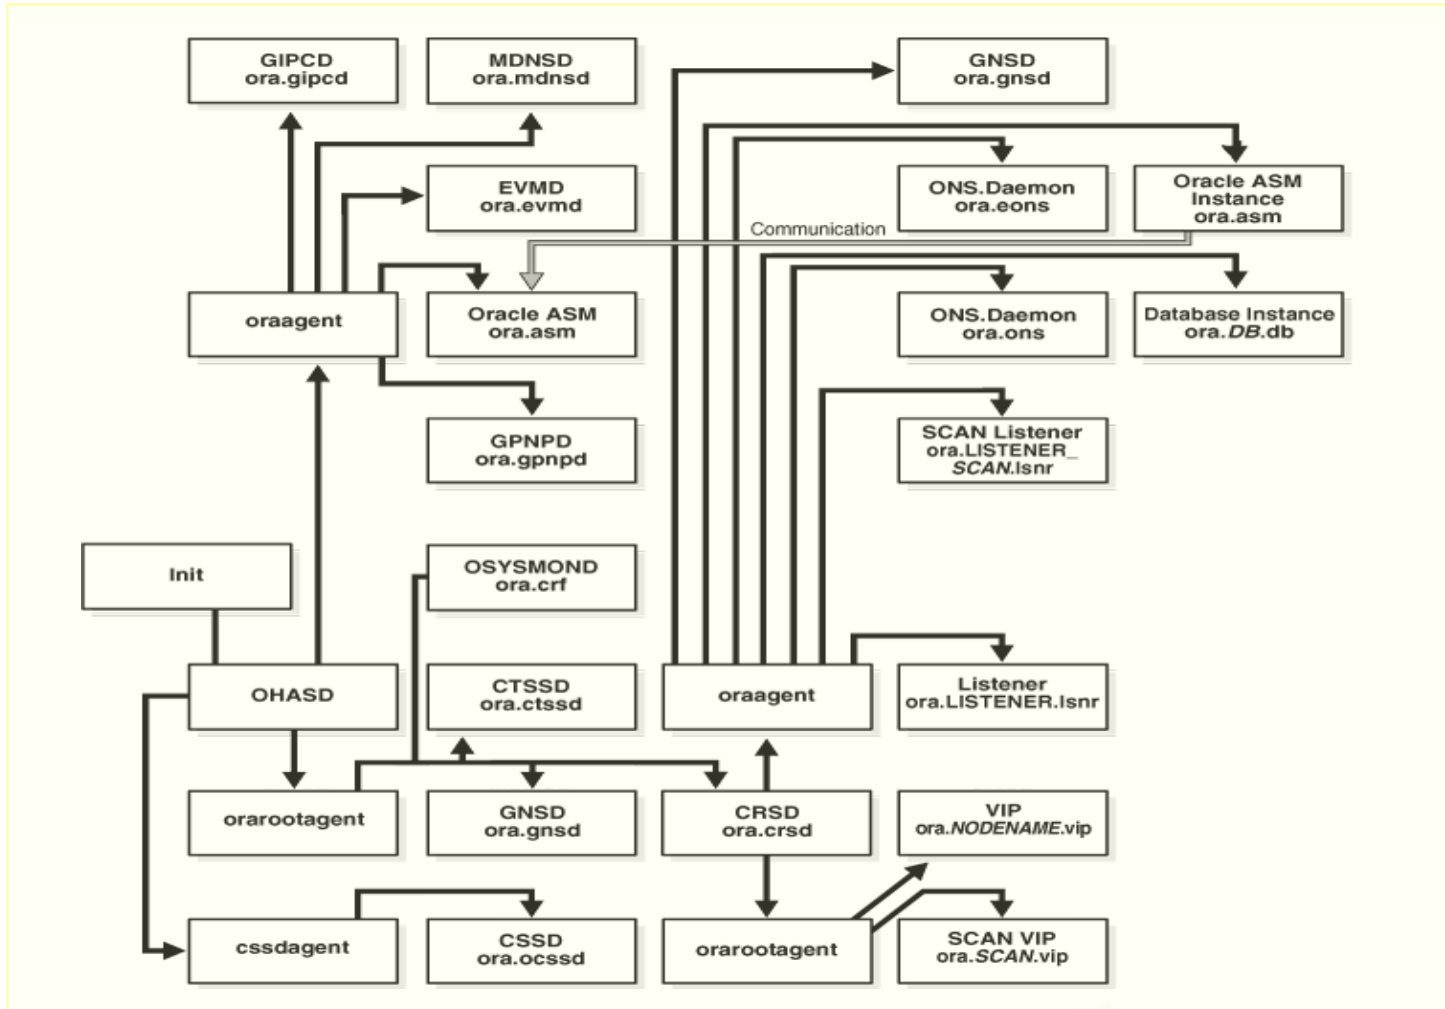 GIPCD
ora.gipcd
MDNSD
ora.mdnsd
GNSD
ora.gnsd
EVMD
ora.evmd
ONS.Daemon
ora.eons
Oracle ASM
Instance
ora.asm
Communication
oraagent
Oracle ASM
ora.asm
ONS.Daemon
ora.ons
Database Instance
ora.DB.db
GPNPD
ora.gpnpd
SCAN Listener
ora.LISTENER_
SCAN.lsnr
Init
OSYSMOND
ora.crf
OHASD
CTSSD
ora.ctssd
oraagent
Listener
ora.LISTENER.lsnr
orarootagent
GNSD
ora.gnsd
CRSD
ora.crsd
VIP
ora.NODENAME.vip
cssdagent
CSSD
ora.ocssd
orarootagent
SCAN VIP
ora.SCAN.vip